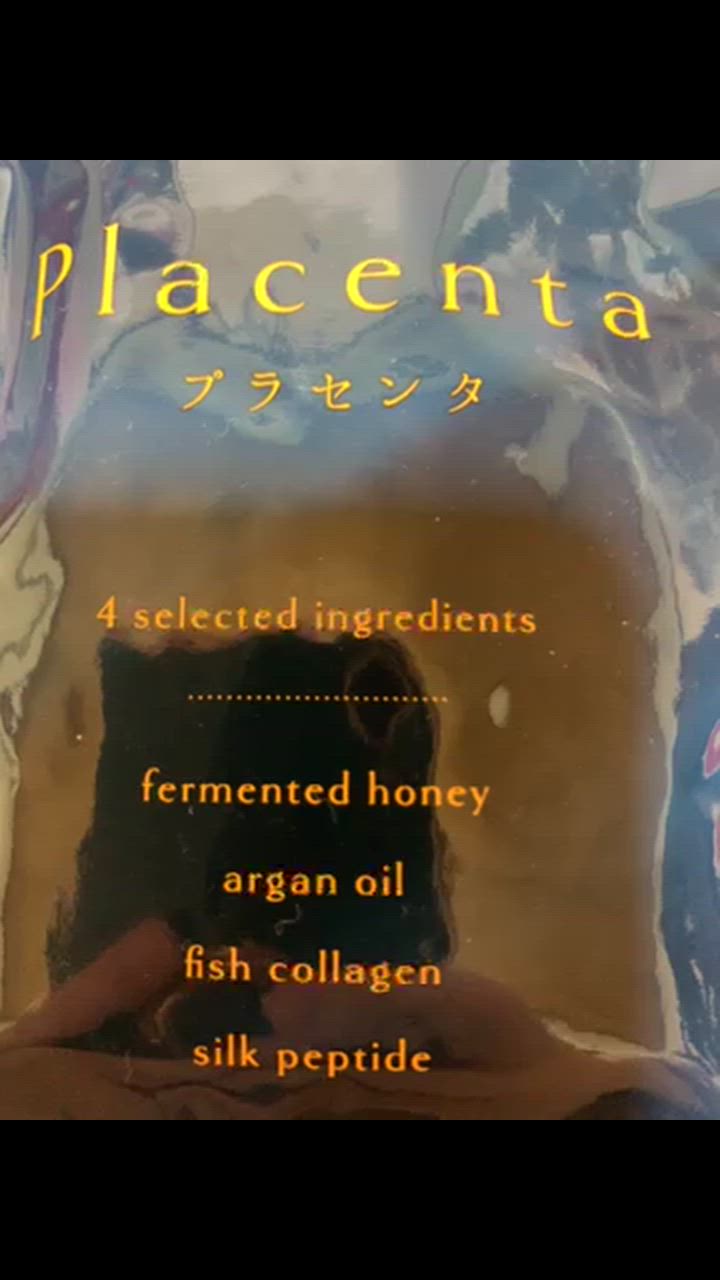 Placenta
プラセンタ
4 selected ingredients
fermented honey
argan oil
fish collagen
silk peptide